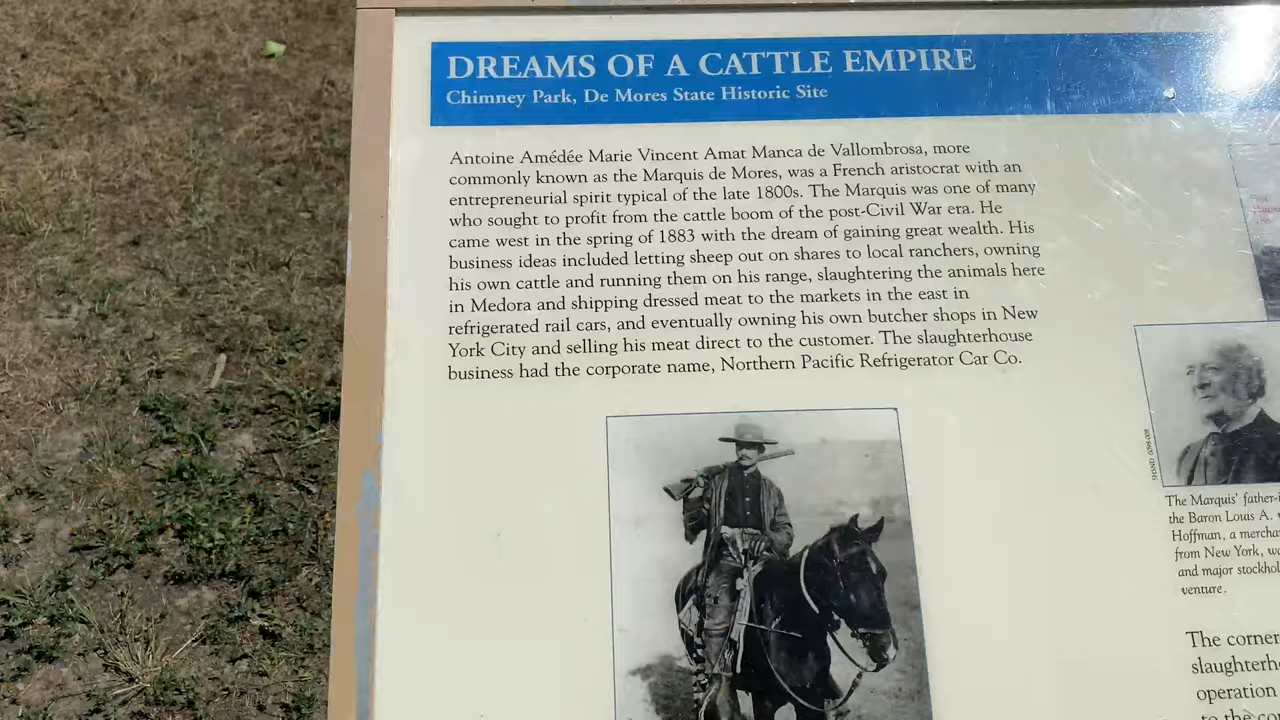 DREAMS OF A CATTLE EMPIRE
Chimney Park, De Mores State Historic Site
Antoine Amédée Marie Vincent Amat Manca de Vallombrosa, more
commonly known as the Marquis de Mores, was a French aristocrat with an
entrepreneurial spirit typical of the late 1800s. The Marquis was one of many
who sought to profit from the cattle boom of the post-Civil War era. He
came west in the spring of 1883 with the dream of gaining great wealth. His
business ideas included letting sheep out on shares to local ranchers, owning
his own cattle and running them on his range, slaughtering the animals here
in Medora and shipping dressed meat to the markets in the east in
refrigerated rail cars, and eventually owning his own butcher shops in New
York City and selling his meat direct to the customer. The slaughterhouse
business had the corporate name, Northern Pacific Refrigerator Car Co.
The Marquis' father-
the Baron Louis A.
Hoffman, a mercha
from New York, wa
and major stockhol
venture.
The corner
slaughterh
operation
to the co